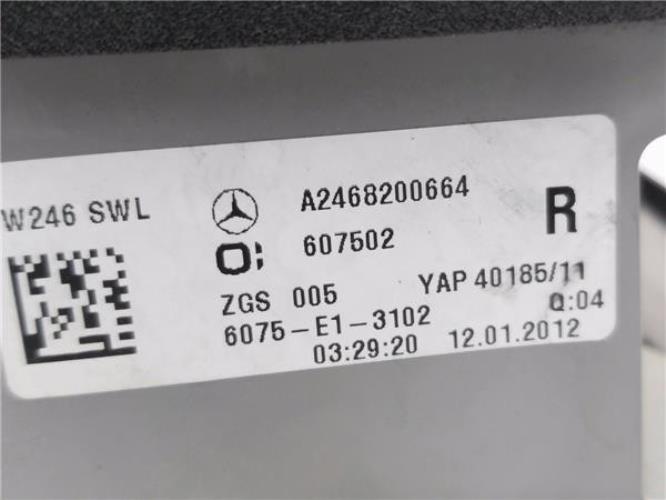 W246 SWL
A2468200664
R
O: 607502
ZGS 005 YAP 40185/11
6075-E1-3102 Q:04
03:29:20 12.01.2012